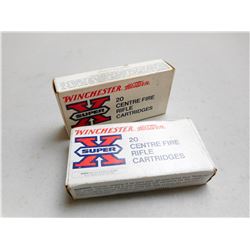 WINCHESTER
SUPER X
20
CENTRE FIRE
RIFLE
CARTRIDGES
WINCHESTER
SUPER X
20
CENTRE FIRE
RIFLE
CARTRIDGES